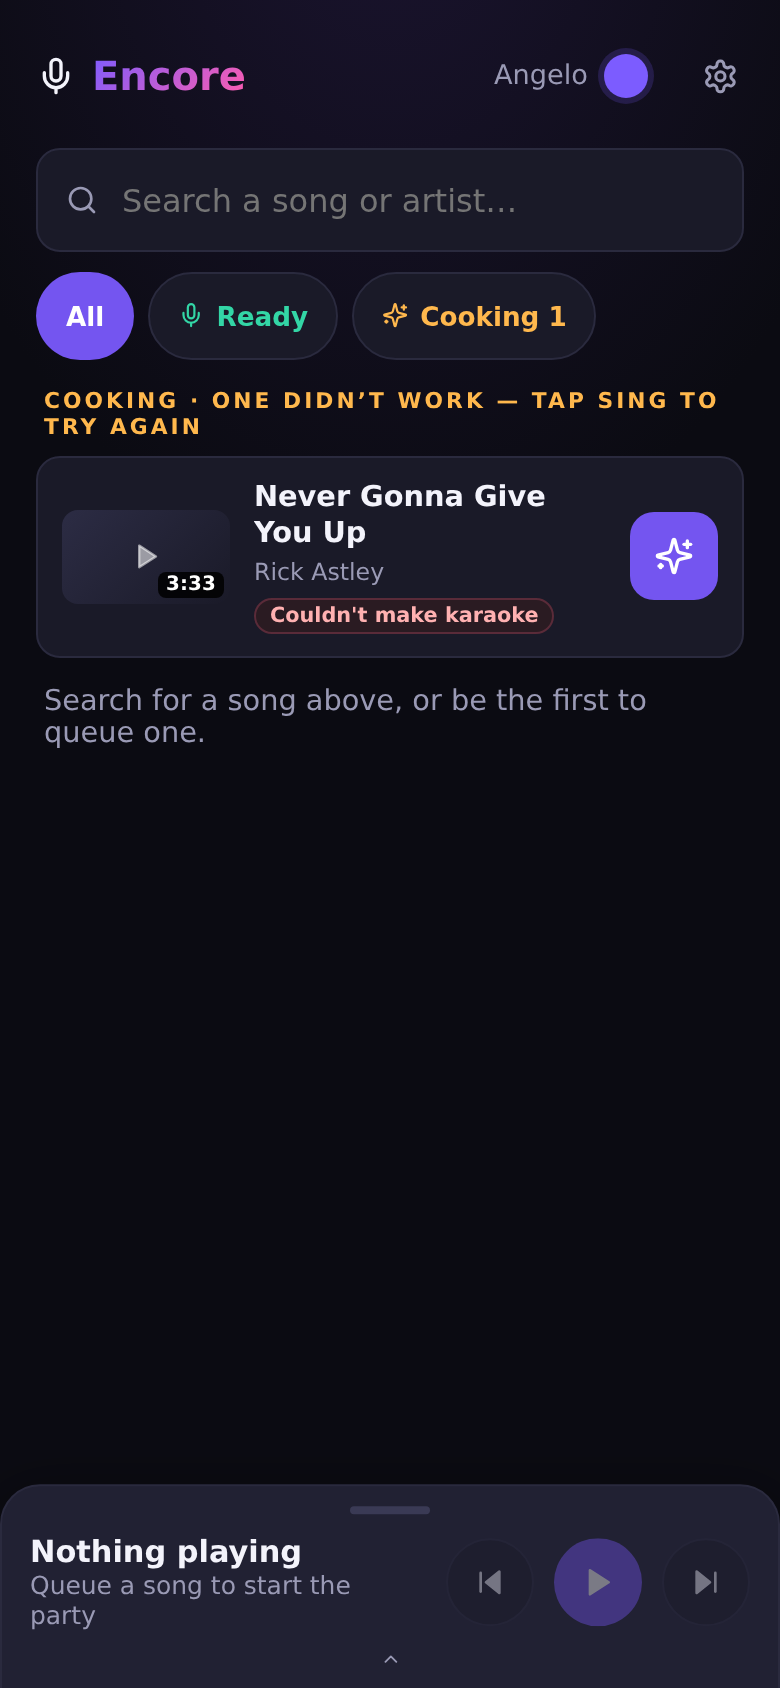 Encore
Angelo
Search a song or artist…
All
Ready
Cooking 1
COOKING · ONE DIDN’T WORK — TAP SING TO
TRY AGAIN
Never Gonna Give
You Up
3:33
Rick Astley
Couldn't make karaoke
Search for a song above, or be the first to
queue one.
Nothing playing
Queue a song to start the
party